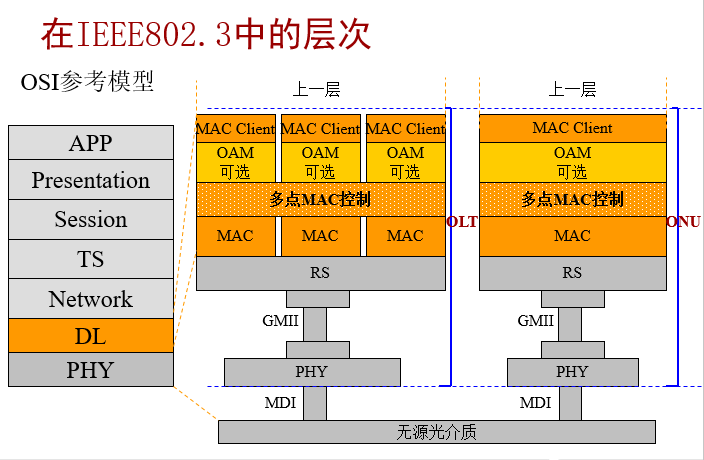 在IEEE802.3中的层次
OSI参考模型
上一层
上一层
APP
Presentation
Session
TS
Network
DL
PHY
MAC Client
MAC Client
MAC Client
OAM
可选
OAM
可选
OAM
可选
多点MAC控制
MAC
MAC
MAC
RS
GMII
PHY
MDI
OLT
MAC Client
OAM
可选
多点MAC控制
MAC
RS
GMII
PHY
MDI
ONU
无源光介质